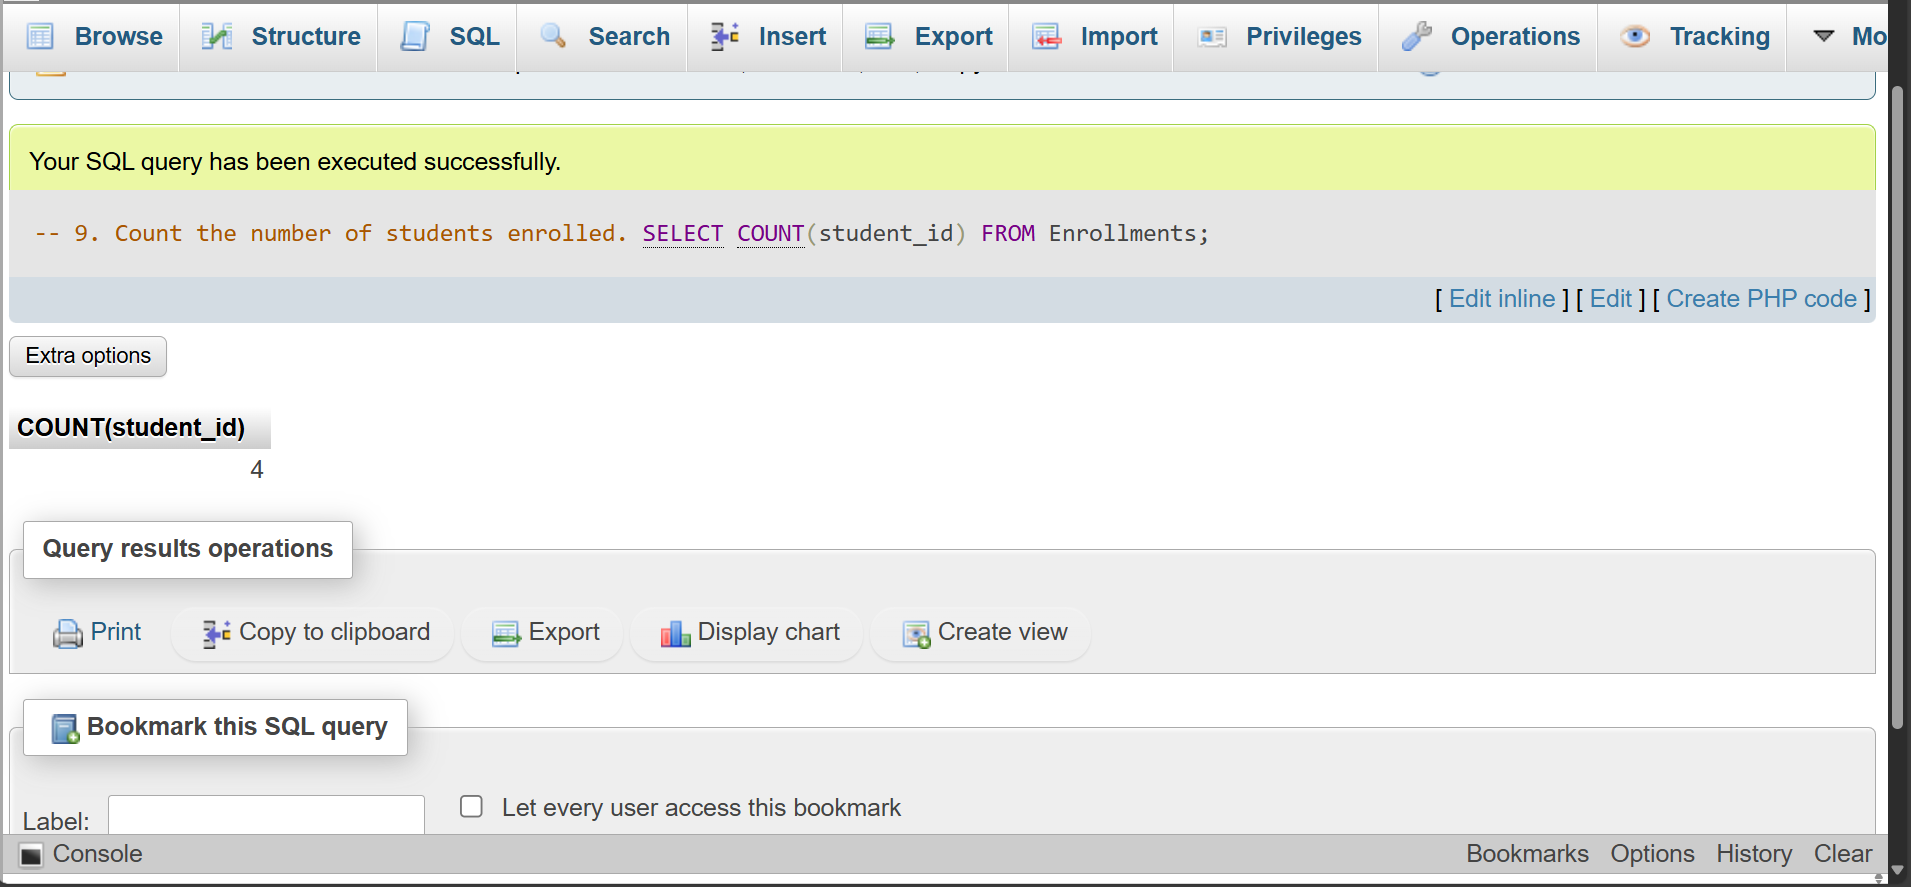 Browse Structure SQL Search Insert Export Import Privileges Operations Tracking Mo
Your SQL query has been executed successfully.
-- 9. Count the number of students enrolled. SELECT COUNT(student_id) FROM Enrollments;
[ Edit inline ] [ Edit ] [ Create PHP code ]
Extra options
COUNT(student_id)
4
Query results operations
Print Copy to clipboard Export Display chart Create view
Bookmark this SQL query
Label: Let every user access this bookmark
Console Bookmarks Options History Clear